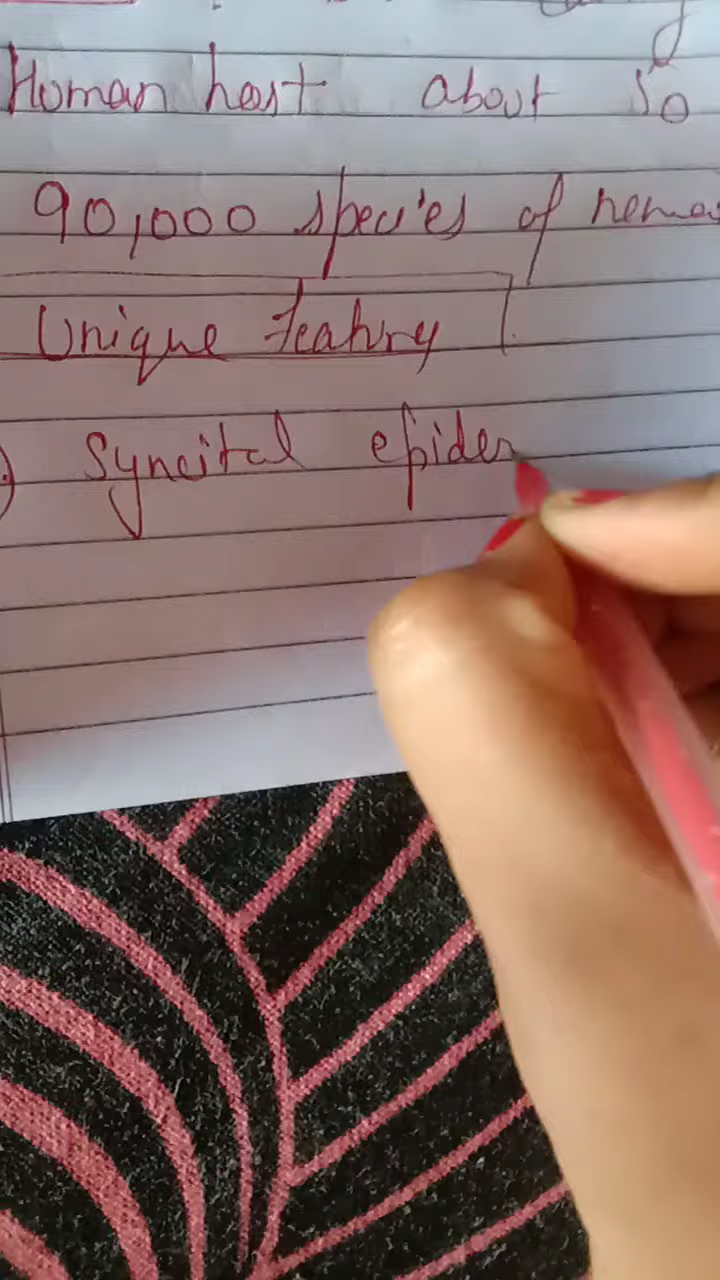 Human host about 50
90,000 species of nema
Unique Featury
Syncital epider